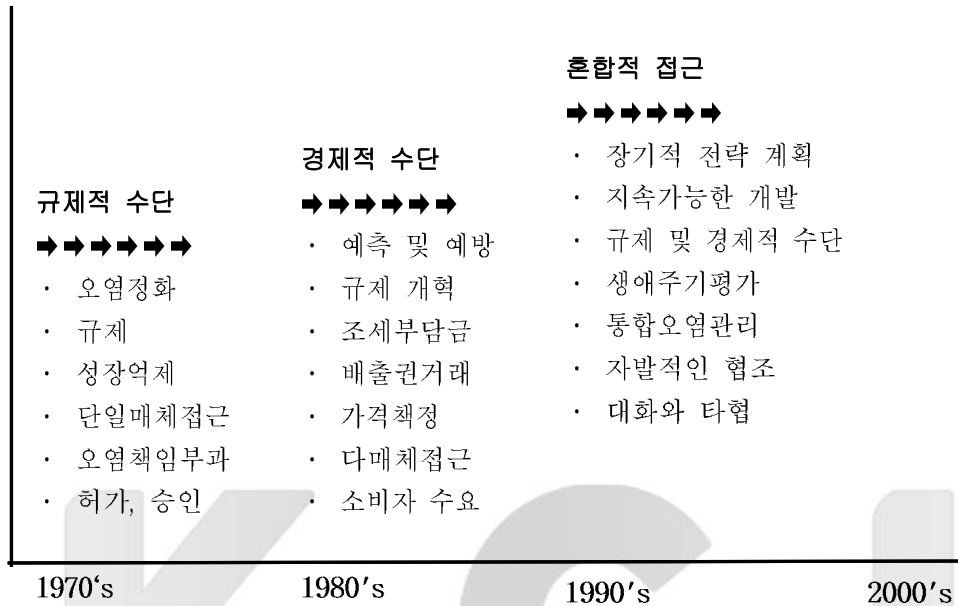 규제적 수단
➡➡➡➡➡➡
· 오염정화
· 규제
· 성장억제
· 단일매체접근
· 오염책임부과
· 허가, 승인
경제적 수단
➡➡➡➡➡➡
· 예측 및 예방
· 규제 개혁
· 조세부담금
· 배출권거래
· 가격책정
· 다매체접근
· 소비자 수요
혼합적 접근
➡➡➡➡➡➡
· 장기적 전략 계획
· 지속가능한 개발
· 규제 및 경제적 수단
· 생애주기평가
· 통합오염관리
· 자발적인 협조
· 대화와 타협
1970‘s 1980′s 1990′s 2000′s